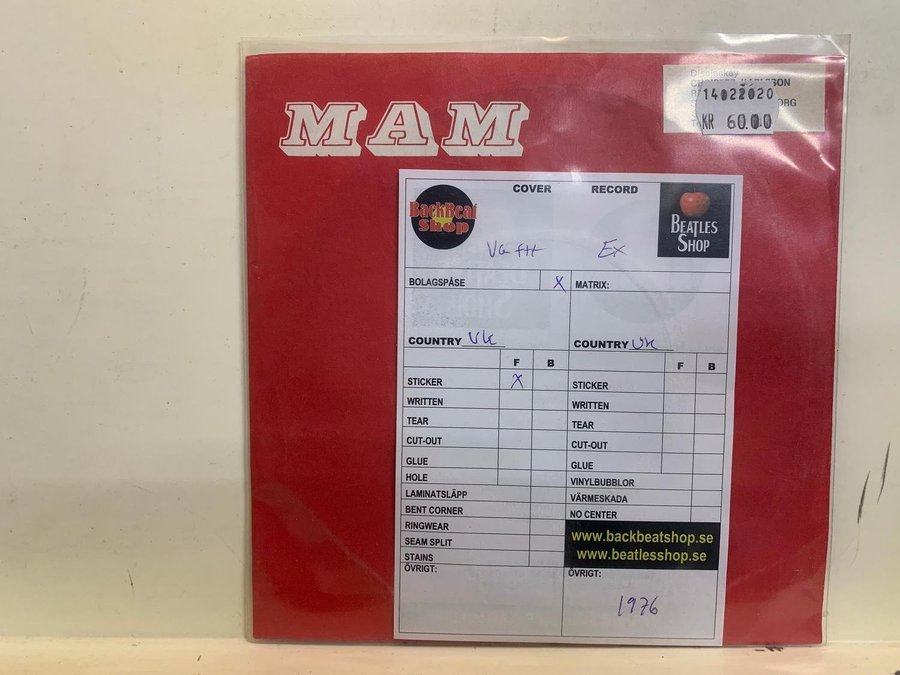 MAM
14022020
KR 60.00
COVER RECORD
BackBeat
Shop
BEATLES
SHOP
Ex
BOLAGSPÅSE X MATRIX:
COUNTRY UK COUNTRY UK
F B F B
STICKER X STICKER
WRITTEN WRITTEN
TEAR TEAR
CUT-OUT CUT-OUT
GLUE GLUE
HOLE VINYLBUBBLOR
LAMINATSLÄPP VÄRMESKADA
BENT CORNER NO CENTER
RINGWEAR
SEAM SPLIT
STAINS
www.backbeatshop.se
www.beatlesshop.se
ÖVRIGT: ÖVRIGT:
1976